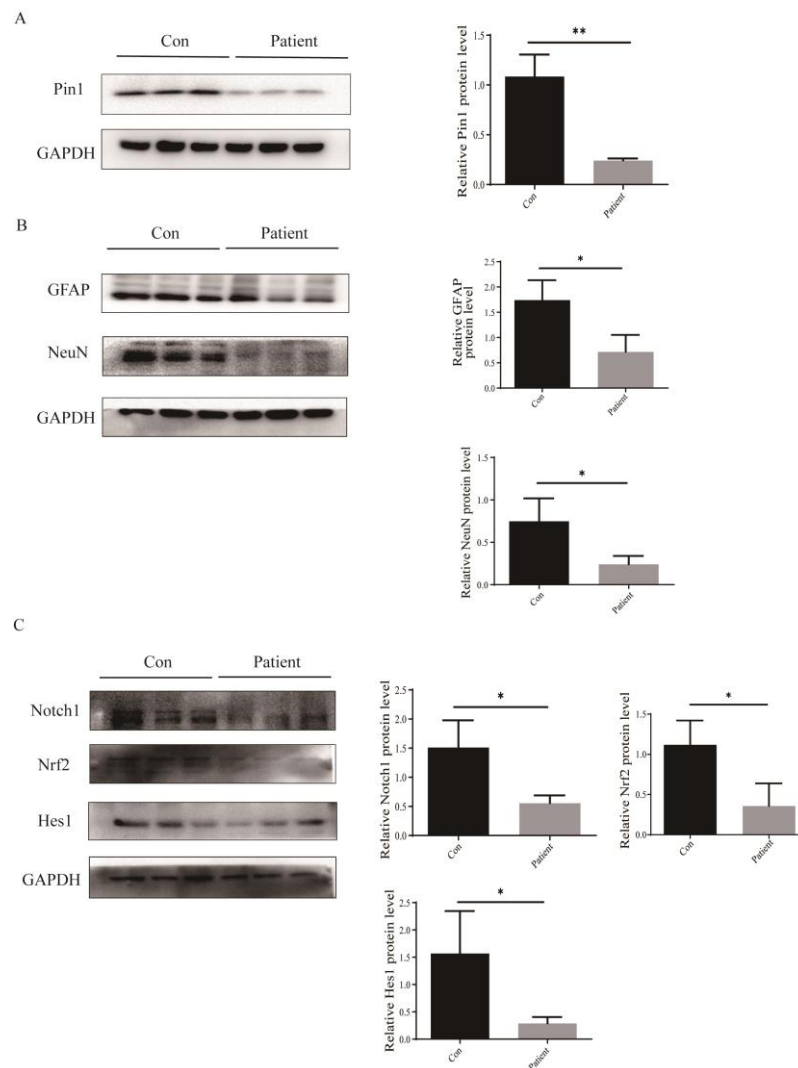 A
Con Patient
Pin1
GAPDH
Relative Pin1 protein level
1.5
1.0
0.5
0.0
**
Con Patient
B
Con Patient
GFAP
NeuN
GAPDH
Relative GFAP
protein level
2.5
2.0
1.5
1.0
0.5
0.0
*
Con Patient
Relative NeuN protein level
1.5
1.0
0.5
0.0
*
Con Patient
C
Con Patient
Notch1
Nrf2
Hes1
GAPDH
Relative Notch1 protein level
2.5
2.0
1.5
1.0
0.5
0.0
*
Con Patient
Relative Nrf2 protein level
1.5
1.0
0.5
0.0
*
Con Patient
Relative Hes1 protein level
2.5
2.0
1.5
1.0
0.5
0.0
*
Con Patient